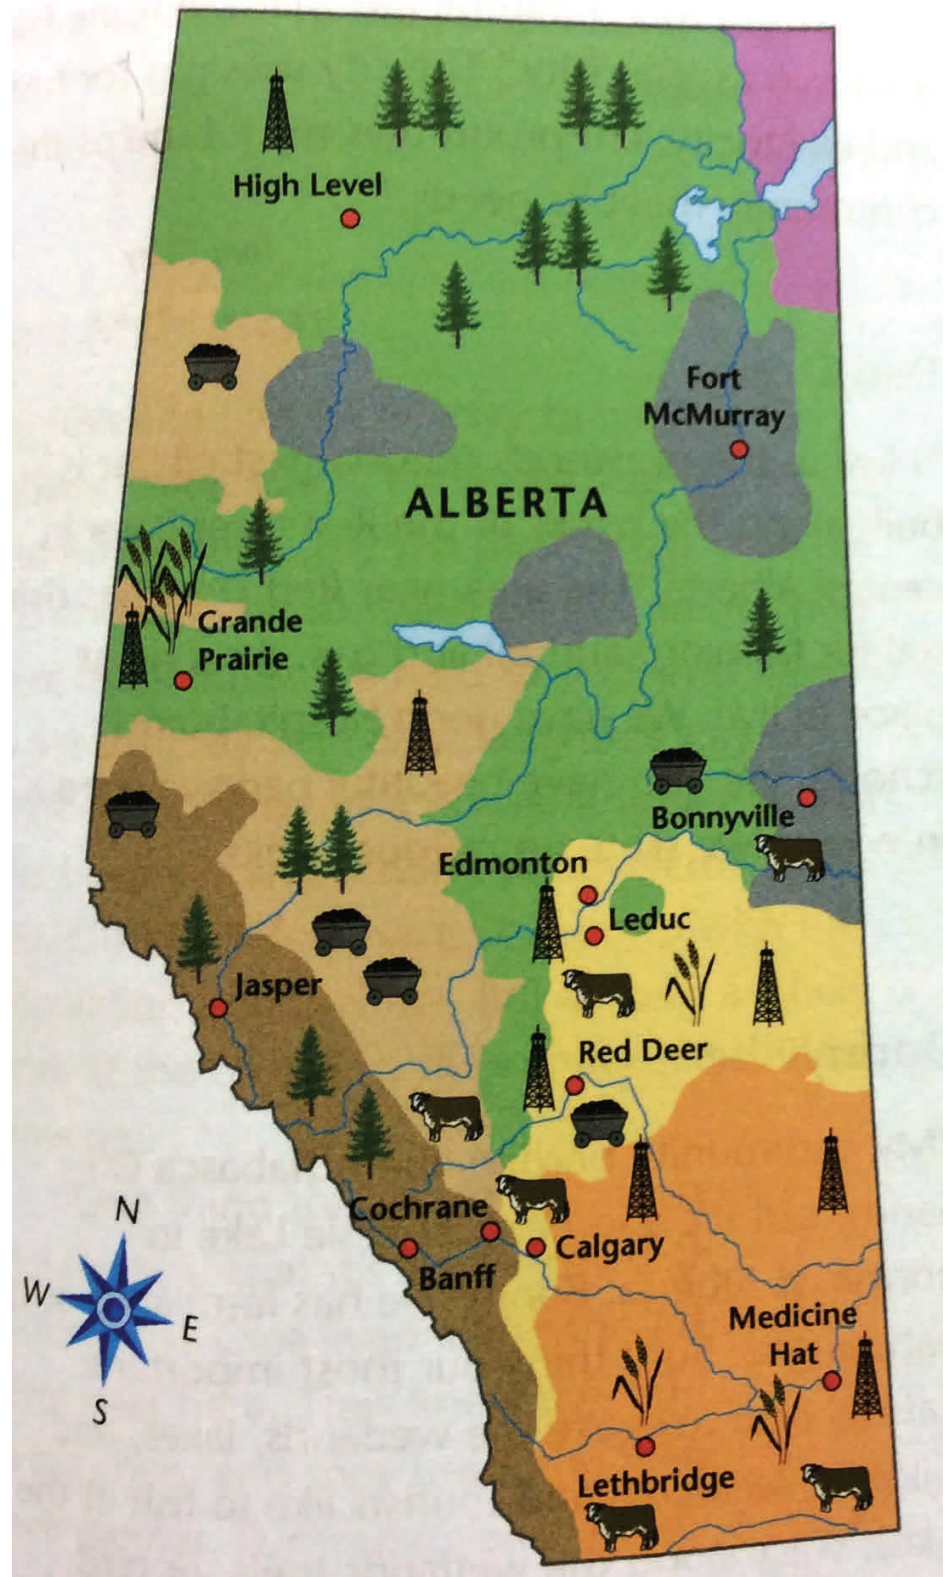 High Level
Fort
McMurray
ALBERTA
Grande
Prairie
Bonnyville
Edmonton
Leduc
Jasper
Red Deer
Cochrane
Calgary
Banff
N
W
E
S
Medicine
Hat
Lethbridge